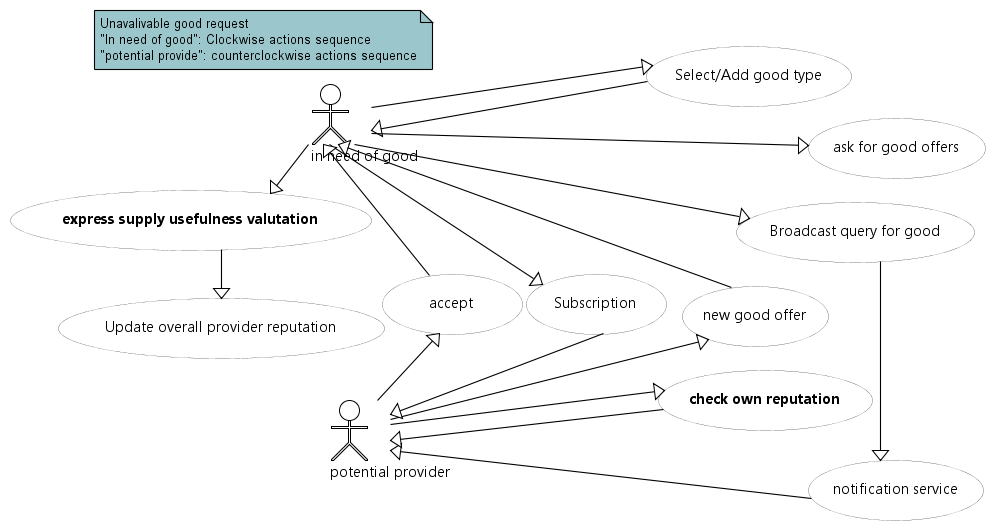 Unavalivable good request
"In need of good": Clockwise actions sequence
"potential provide": counterclockwise actions sequence
Select/Add good type
in need of good
ask for good offers
express supply usefulness valutation
Broadcast query for good
accept
Subscription
new good offer
Update overall provider reputation
check own reputation
potential provider
notification service